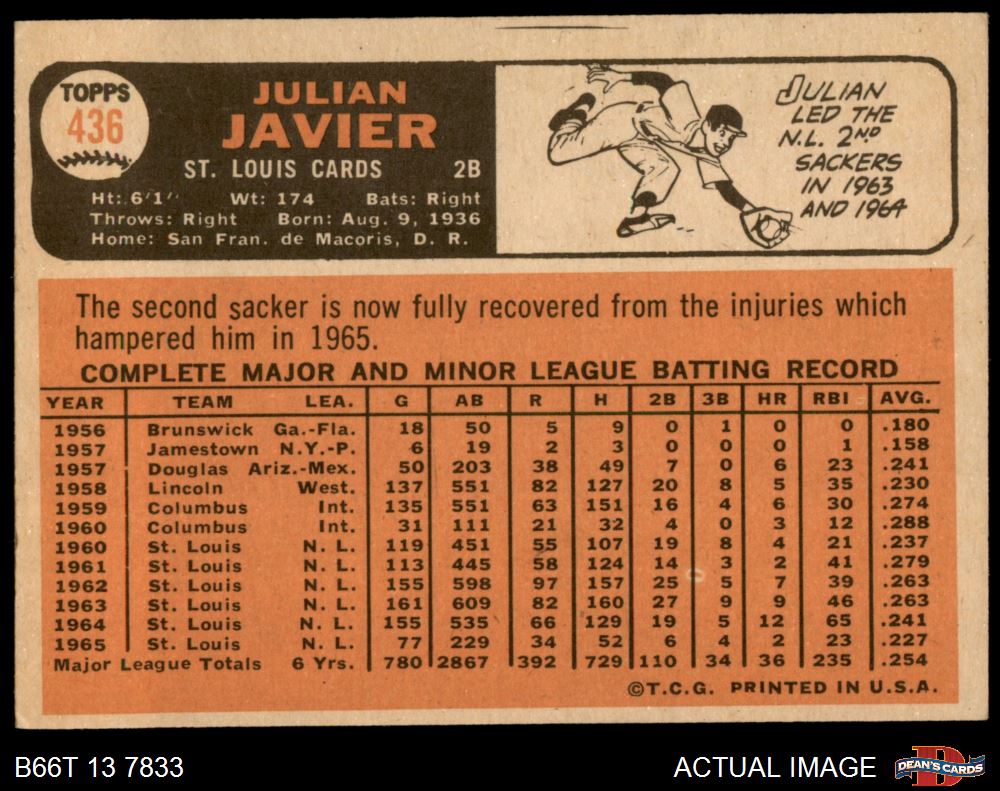 TOPPS
436
JULIAN
JAVIER
ST. LOUIS CARDS 2B
Ht: 6'1" Wt: 174 Bats: Right
Throws: Right Born: Aug. 9, 1936
Home: San Fran. de Macoris, D. R.
JULIAN
LED THE
N.L. 2ND
SACKERS
IN 1963
AND 1964
The second sacker is now fully recovered from the injuries which
hampered him in 1965.
COMPLETE MAJOR AND MINOR LEAGUE BATTING RECORD
YEAR TEAM LEA. G AB R H 2B 3B HR RBI AVG.
1956 Brunswick Ga.-Fla. 18 50 5 9 0 1 0 0 .180
1957 Jamestown N.Y.-P. 6 19 2 3 0 0 0 1 .158
1957 Douglas Ariz.-Mex. 50 203 38 49 7 0 6 23 .241
1958 Lincoln West. 137 551 82 127 20 8 5 35 .230
1959 Columbus Int. 135 551 63 151 16 4 6 30 .274
1960 Columbus Int. 31 111 21 32 4 0 3 12 .288
1960 St. Louis N. L. 119 451 55 107 19 8 4 21 .237
1961 St. Louis N. L. 113 445 58 124 14 3 2 41 .279
1962 St. Louis N. L. 155 598 97 157 25 5 7 39 .263
1963 St. Louis N. L. 161 609 82 160 27 9 9 46 .263
1964 St. Louis N. L. 155 535 66 129 19 5 12 65 .241
1965 St. Louis N. L. 77 229 34 52 6 4 2 23 .227
Major League Totals 6 Yrs. 780 2867 392 729 110 34 36 235 .254
©T.C.G. PRINTED IN U.S.A.
B66T 13 7833 ACTUAL IMAGE DEAN'S CARDS